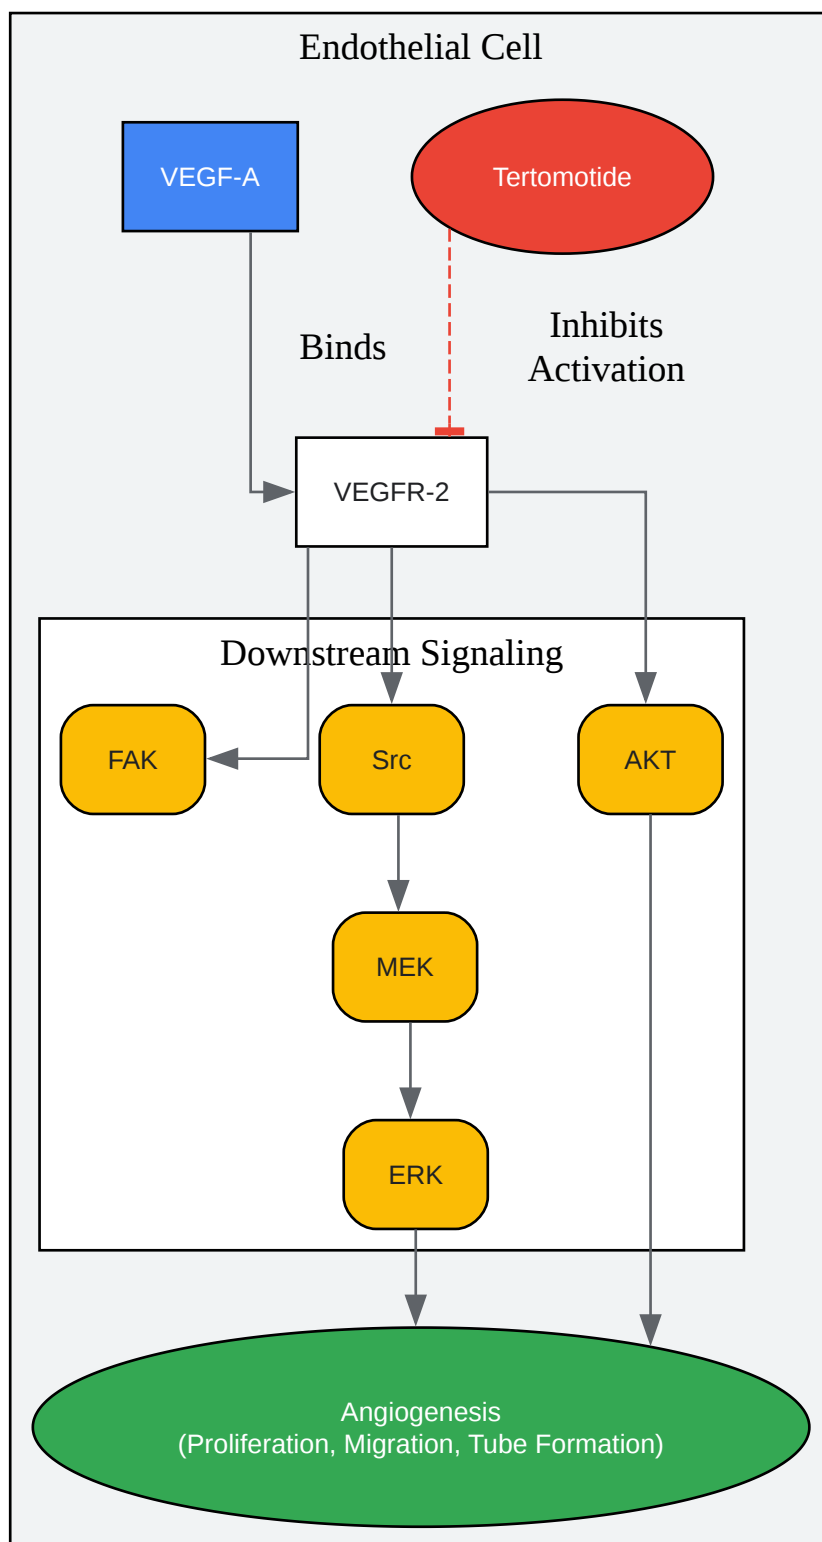 Endothelial Cell
VEGF-A
Tertomotide
Binds
Inhibits
Activation
VEGFR-2
Downstream Signaling
FAK
Src
AKT
MEK
ERK
Angiogenesis
(Proliferation, Migration, Tube Formation)